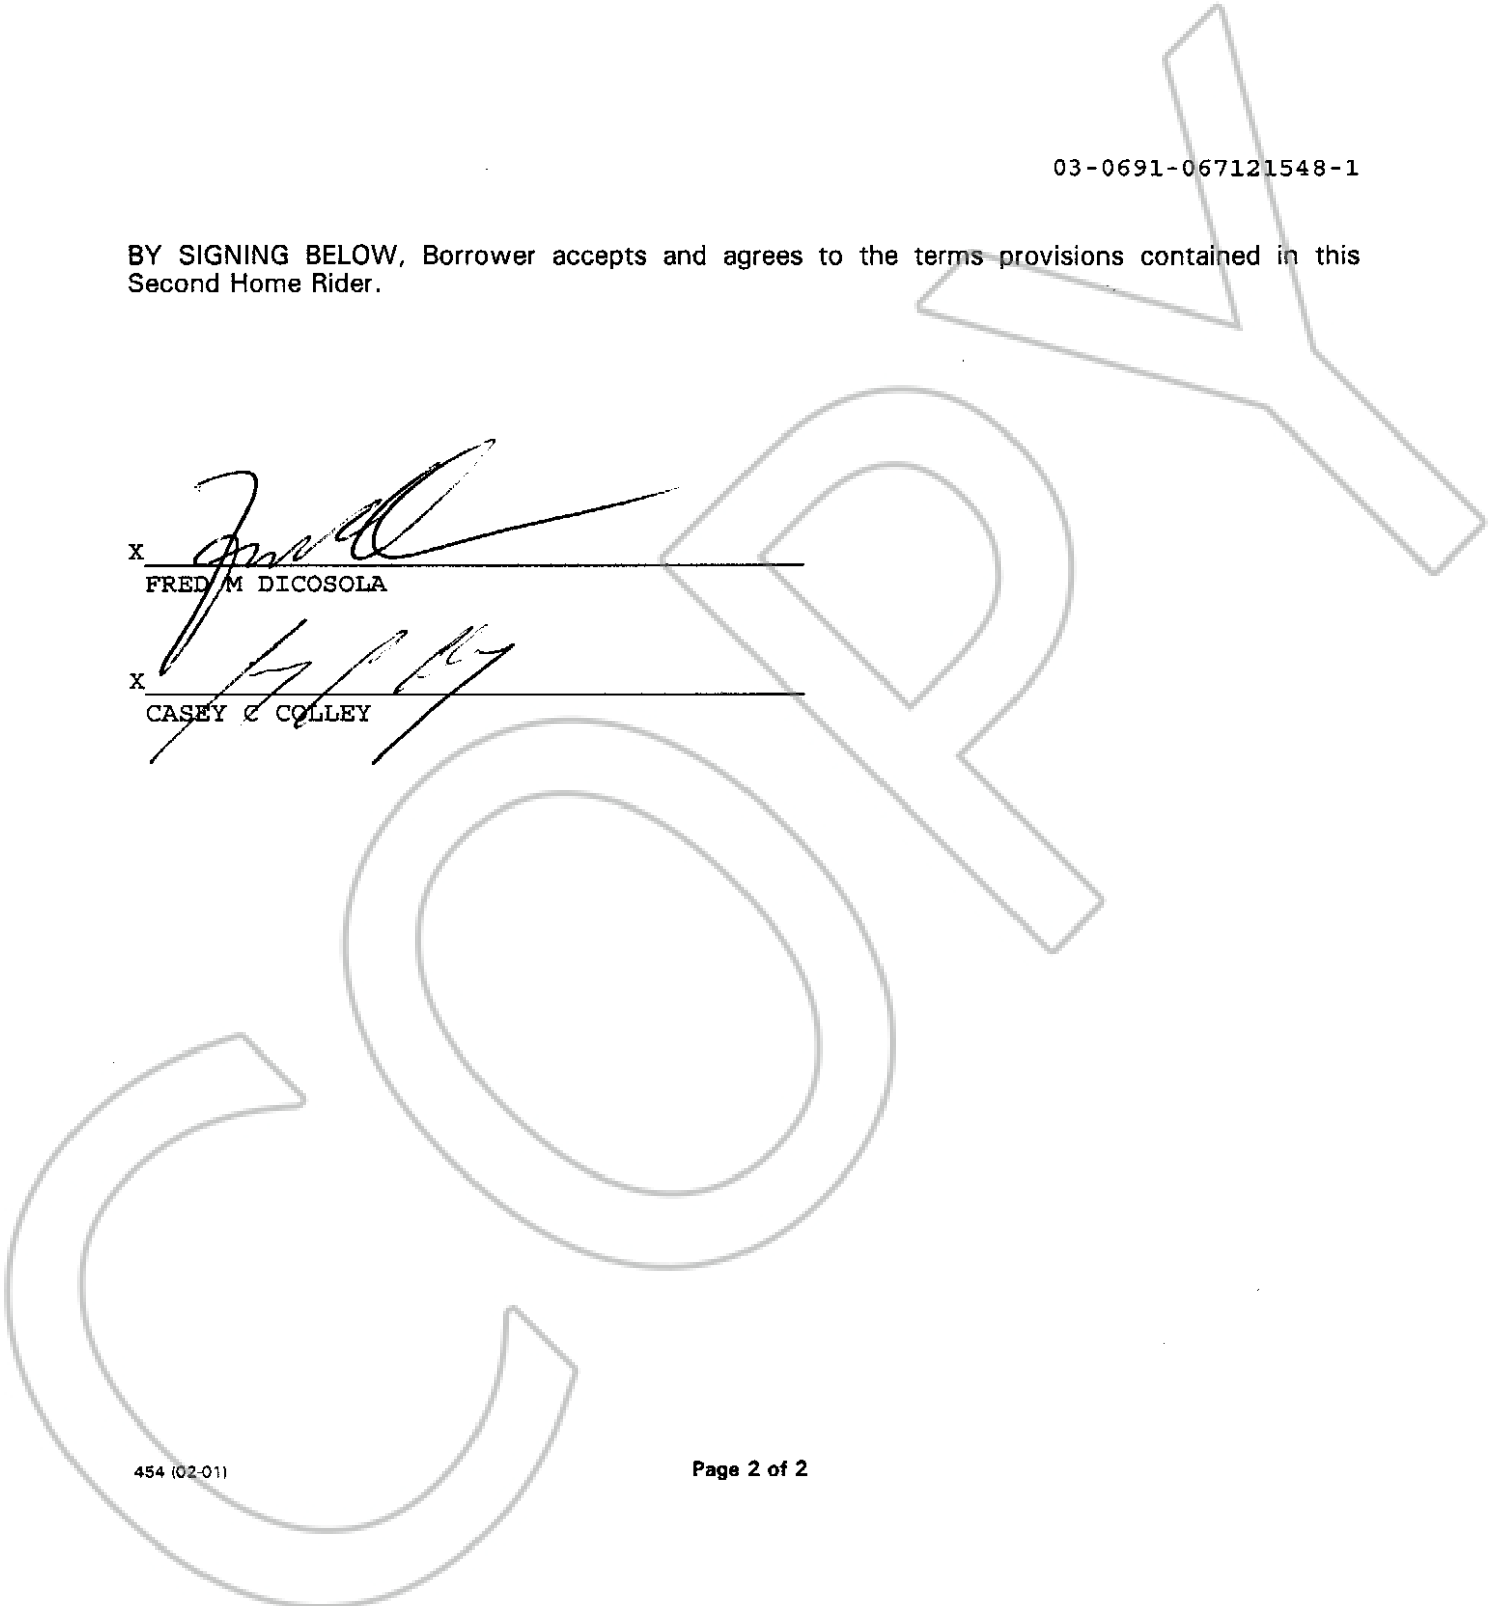 03-0691-067121548-1
BY SIGNING BELOW, Borrower accepts and agrees to the terms provisions contained in this
Second Home Rider.
X
FRED M DICOSOLA
X
CASEY C COLLEY
COPY
454 (02-01)
Page 2 of 2